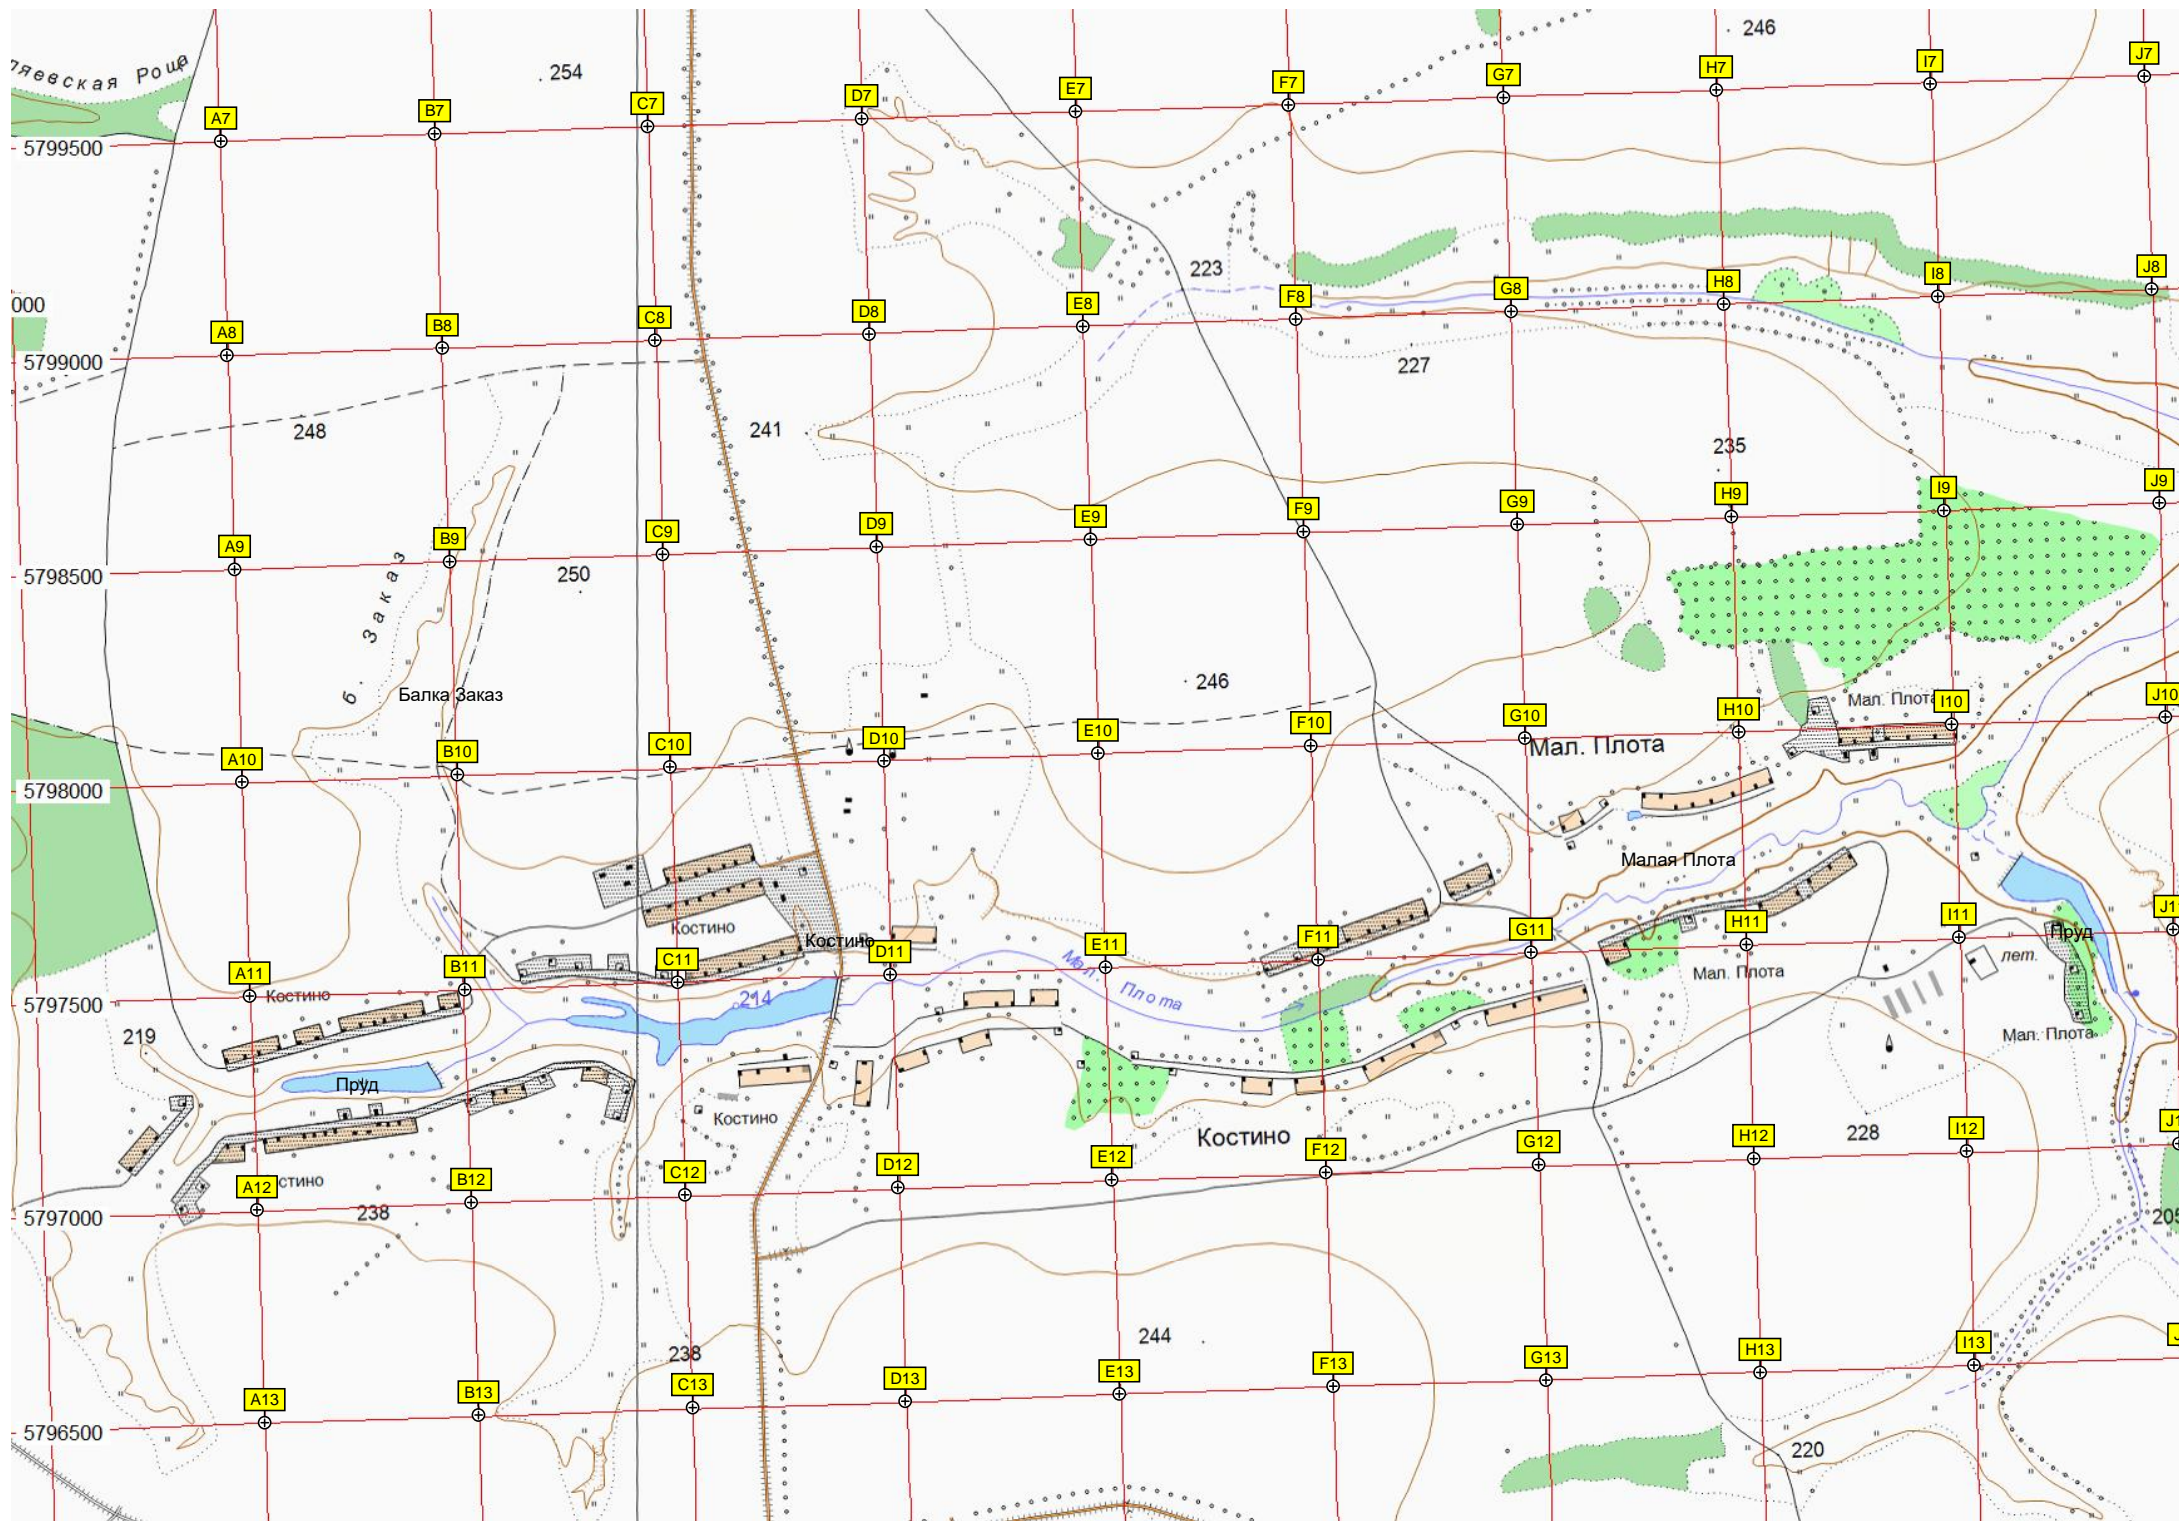 246
ляевская Роща
254
A7
B7
C7
D7
E7
F7
G7
H7
I7
J7
5799500
223
000
A8
B8
C8
D8
E8
F8
G8
H8
I8
J8
5799000
227
248
241
235
A9
B9
C9
D9
E9
F9
G9
H9
I9
J9
5798500
250
б. Заказ
Балка Заказ
246
Мал. Плота
A10
B10
C10
D10
E10
F10
G10
H10
I10
J10
Мал. Плота
5798000
Малая Плота
Костино
Костино
A11
B11
C11
D11
E11
F11
G11
H11
I11
J1
Пруд
лет.
Мал. Плота
Костино
5797500
214
Мал
Плота
219
Мал. Плота
Пруд
Костино
Костино
228
A12
B12
C12
D12
E12
F12
G12
H12
I12
J1
стино
5797000
238
205
244
238
A13
B13
C13
D13
E13
F13
G13
H13
I13
J
5796500
220